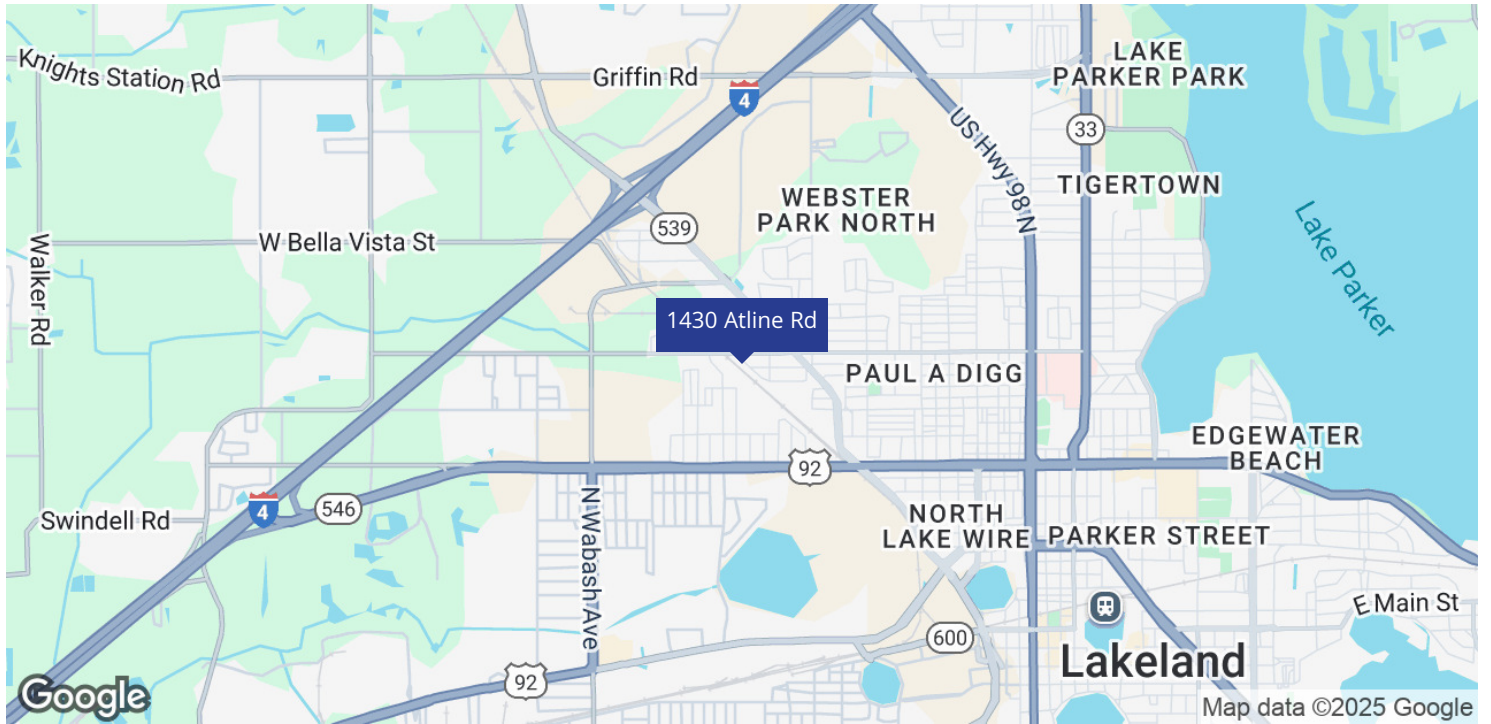 LAKE
PARKER PARK
Knights Station Rd
Griffin Rd
4
US Hwy 98 N
33
TIGERTOWN
WEBSTER
PARK NORTH
539
W Bella Vista St
Walker Rd
Lake Parker
1430 Atline Rd
PAUL A DIGG
EDGEWATER
BEACH
92
4
546
Swindell Rd
N Wabash Ave
NORTH
LAKE WIRE
PARKER STREET
E Main St
600
Lakeland
92
Google
Map data ©2025 Google